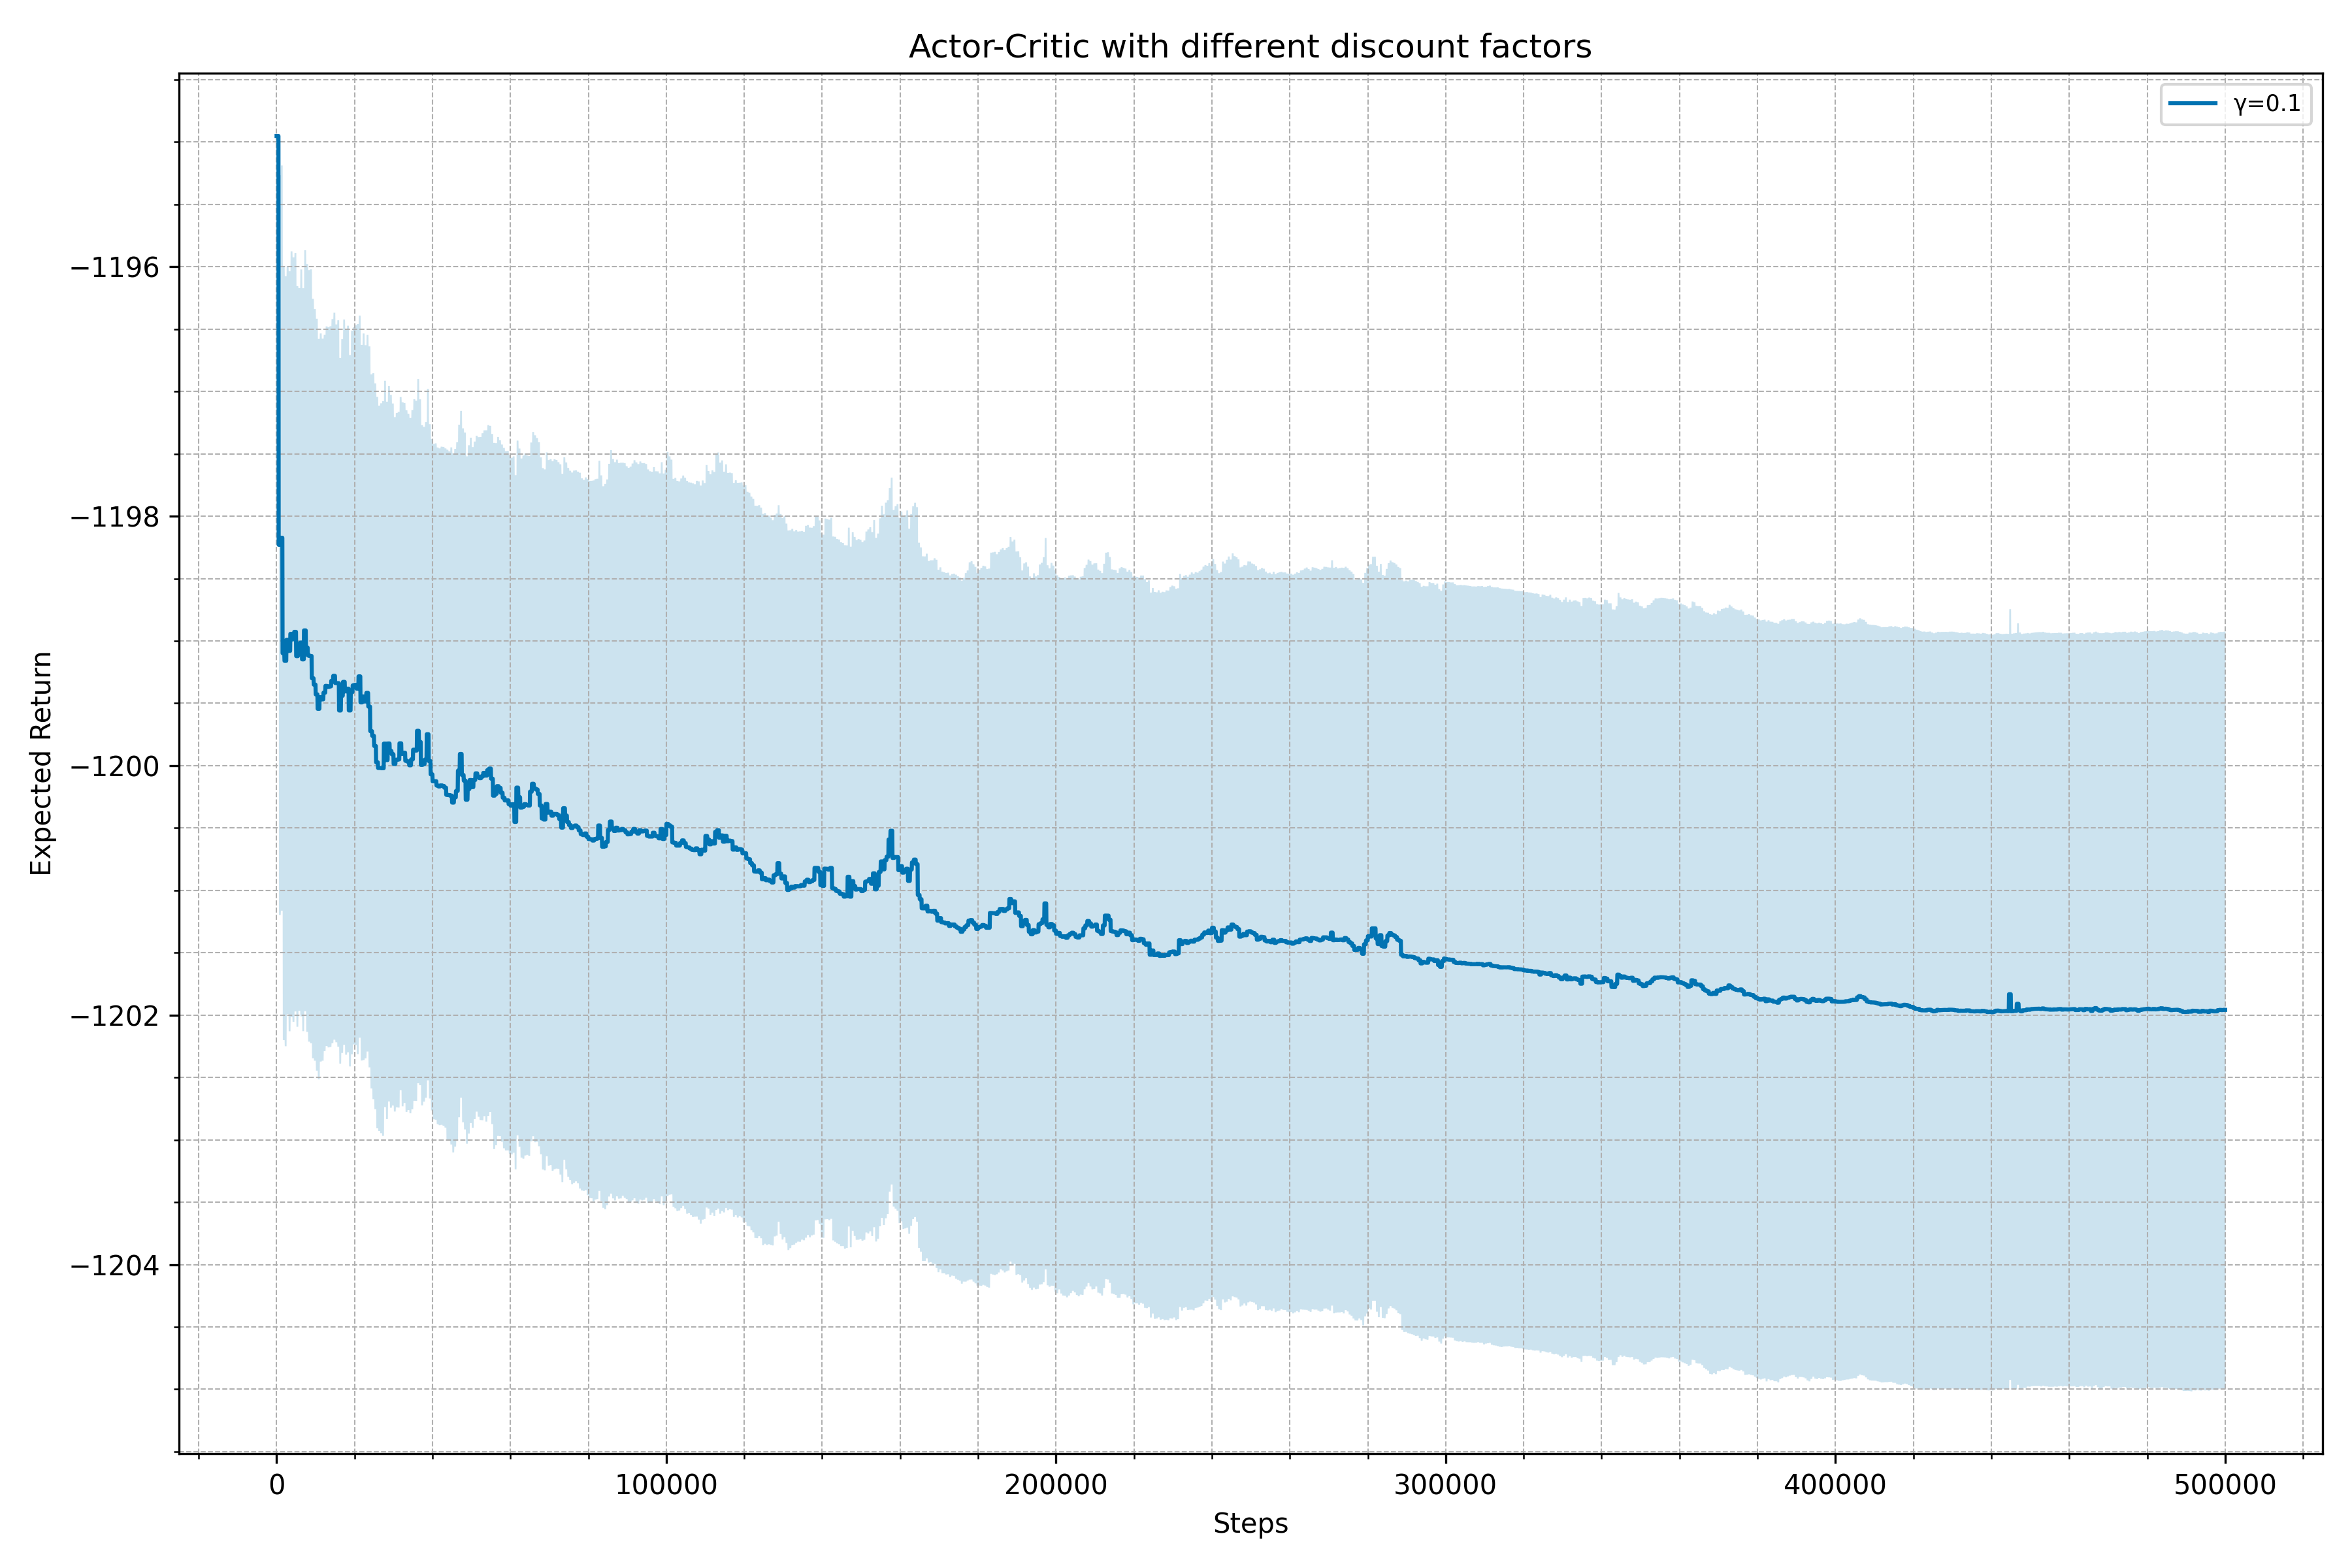 Actor-Critic with different discount factors
γ=0.1
Expected Return
−1196
−1198
−1200
−1202
−1204
0
100000
200000
300000
400000
500000
Steps